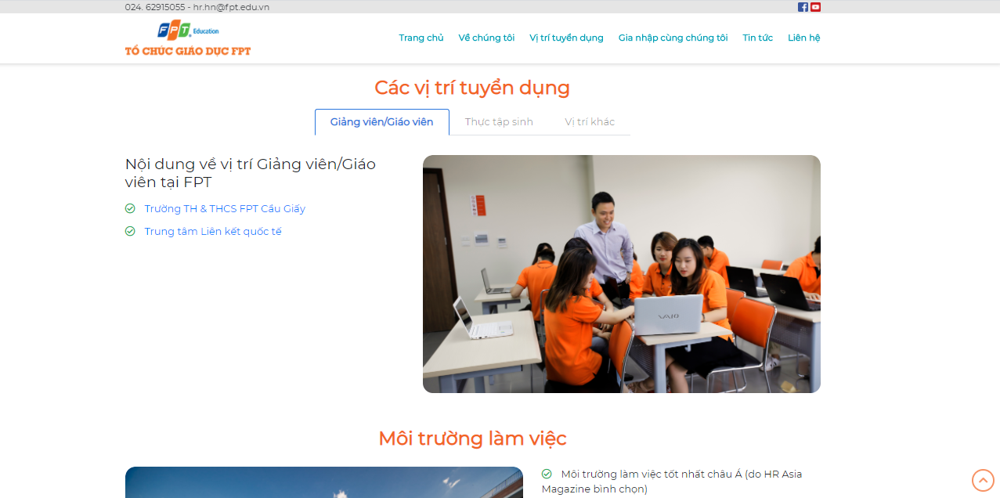 024. 62915055 - hr.hn@fpt.edu.vn
FPT Education
TỔ CHỨC GIÁO DỤC FPT
Trang chủ Về chúng tôi Vị trí tuyển dụng Gia nhập cùng chúng tôi Tin tức Liên hệ
Các vị trí tuyển dụng
Giảng viên/Giáo viên Thực tập sinh Vị trí khác
Nội dung về vị trí Giảng viên/Giáo
viên tại FPT
Trường TH & THCS FPT Cầu Giấy
Trung tâm Liên kết quốc tế
VAIO
Môi trường làm việc
Môi trường làm việc tốt nhất châu Á (do HR Asia
Magazine bình chọn)